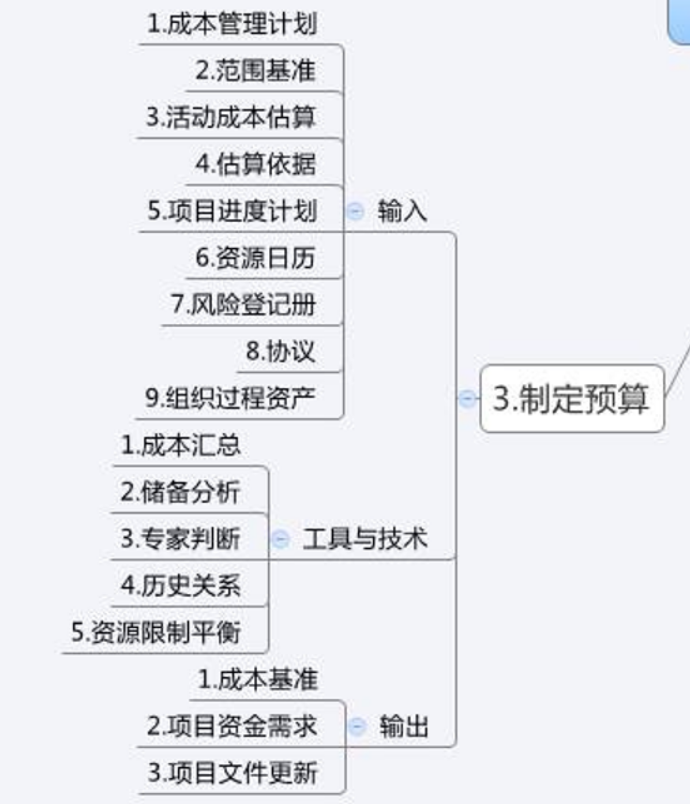 1.成本管理计划
2.范围基准
3.活动成本估算
4.估算依据
5.项目进度计划
输入
6.资源日历
7.风险登记册
8.协议
9.组织过程资产
3.制定预算
1.成本汇总
2.储备分析
3.专家判断
工具与技术
4.历史关系
5.资源限制平衡
1.成本基准
2.项目资金需求
输出
3.项目文件更新